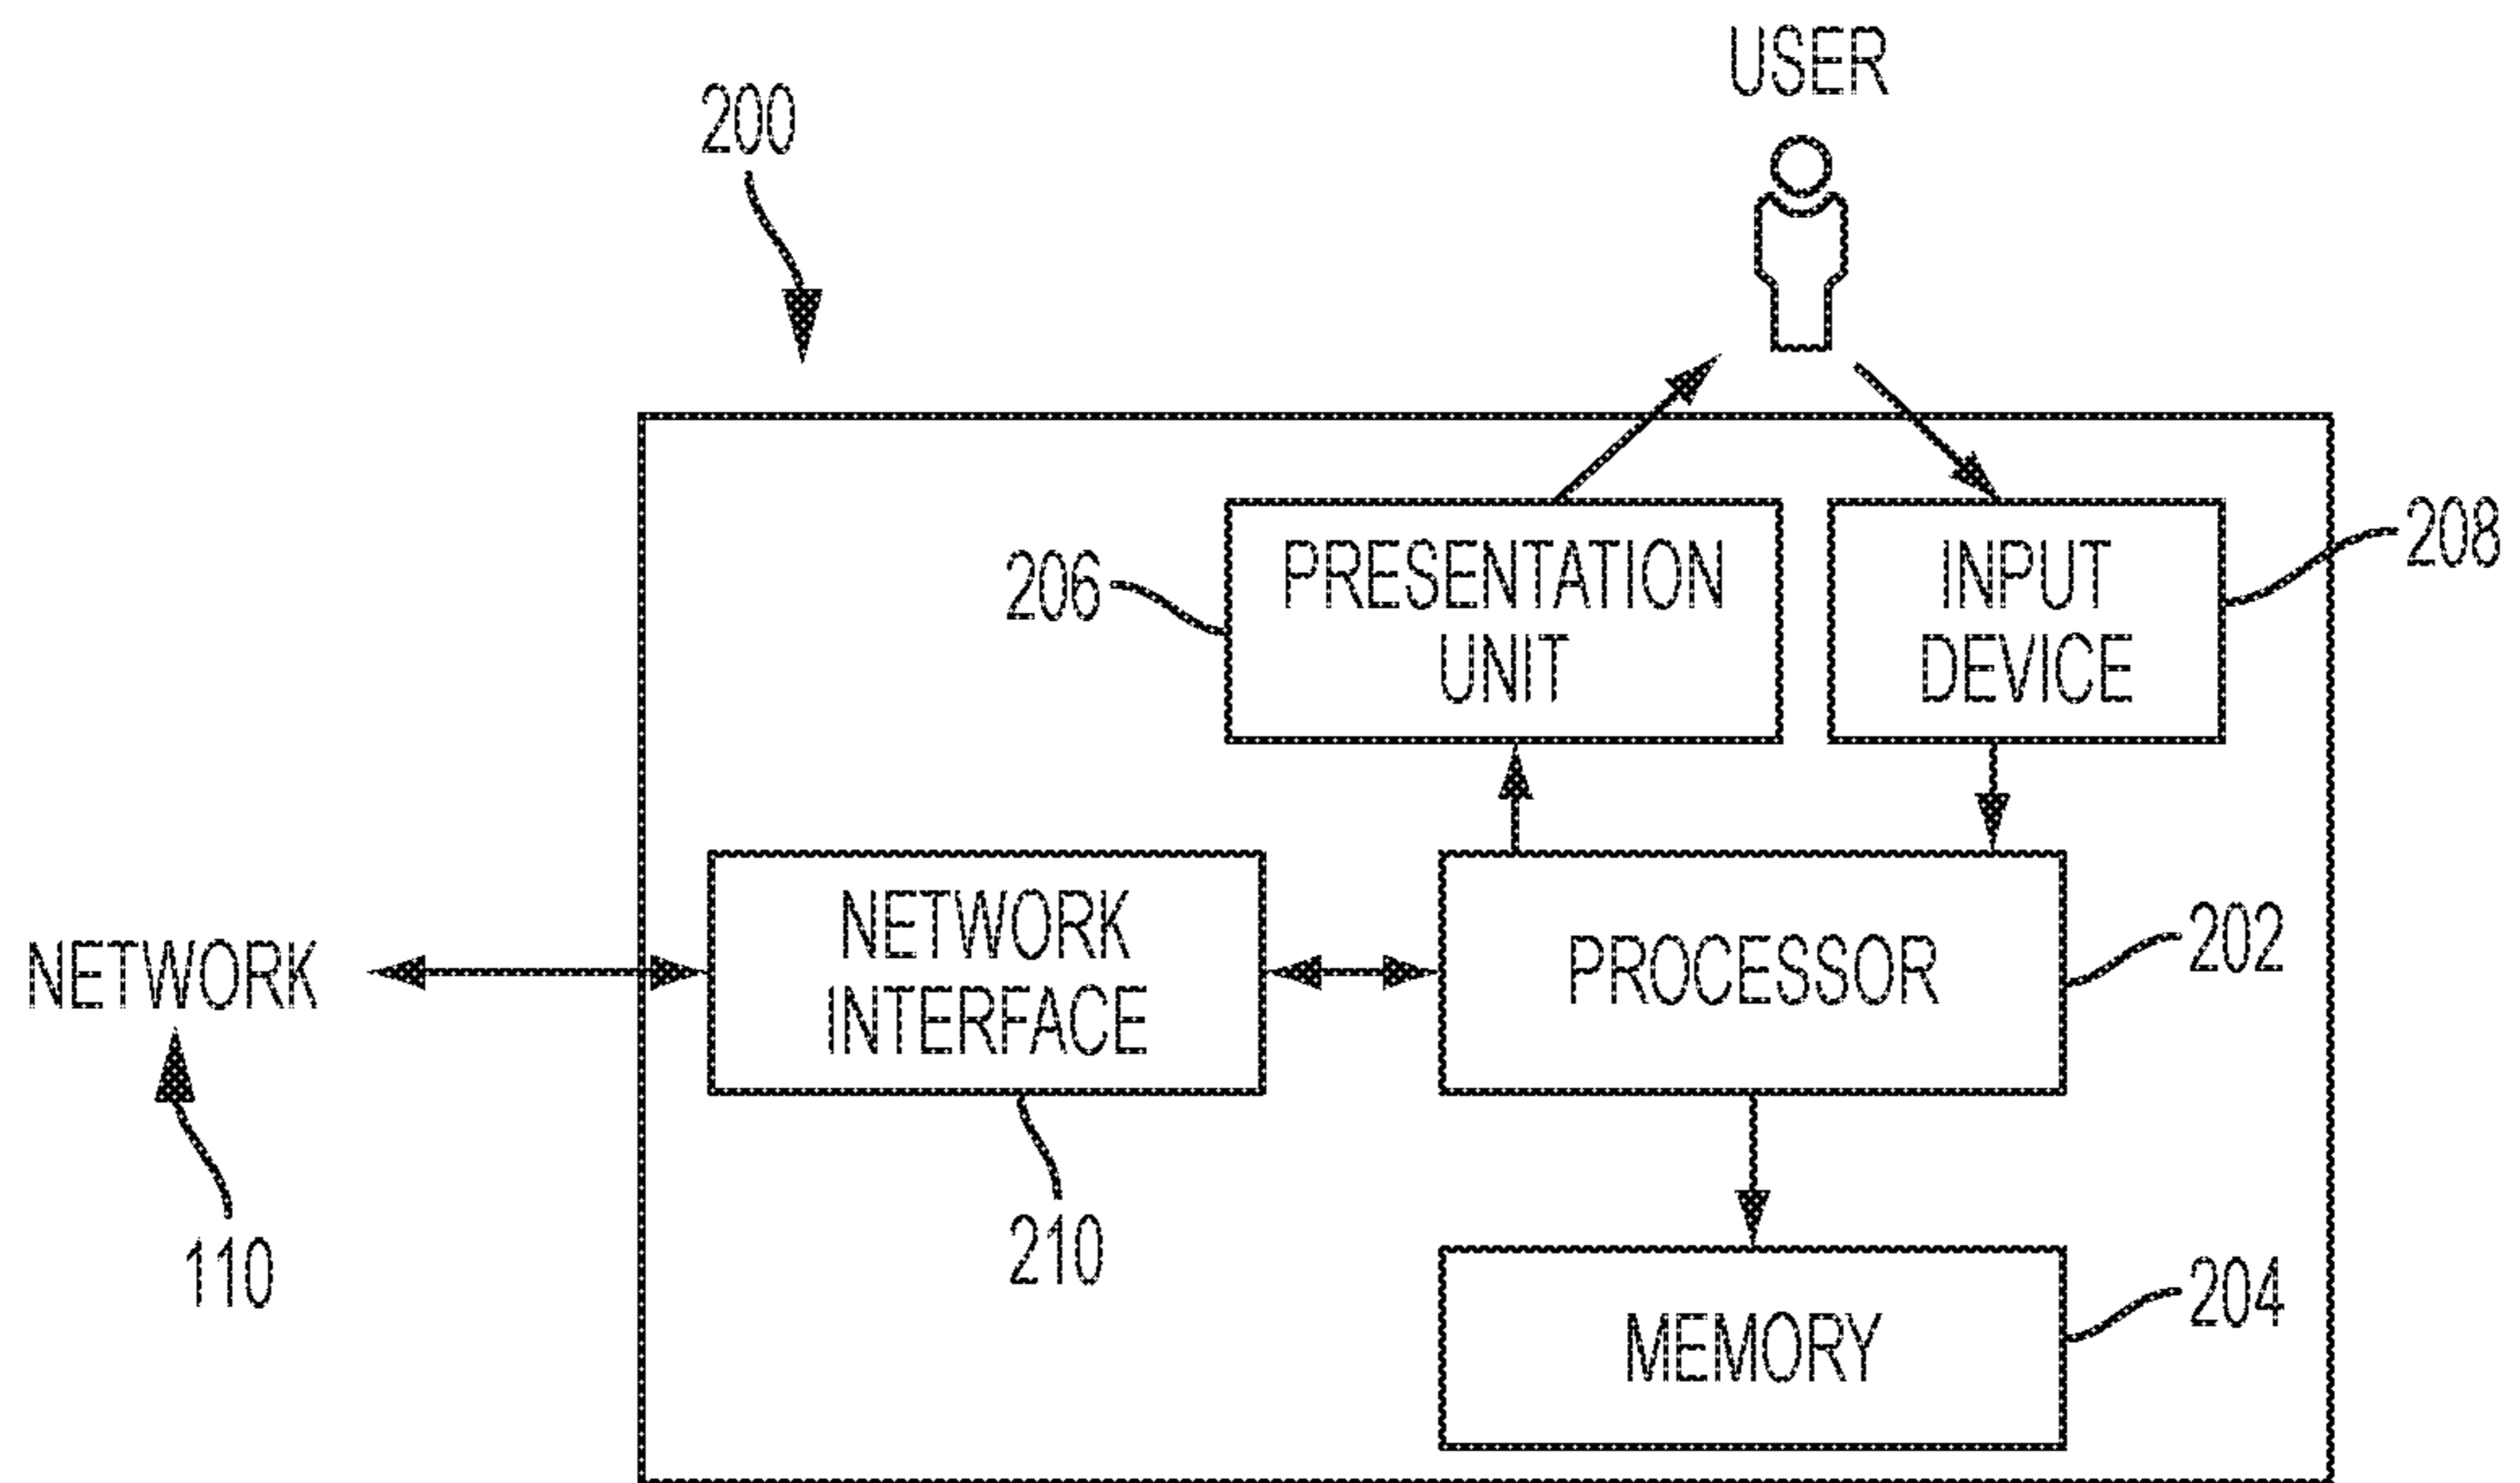 USER
200
208
206
PRESENTATION
UNIT
INPUT
DEVICE
NETWORK
NETWORK
INTERFACE
PROCESSOR
202
110
210
MEMORY
204